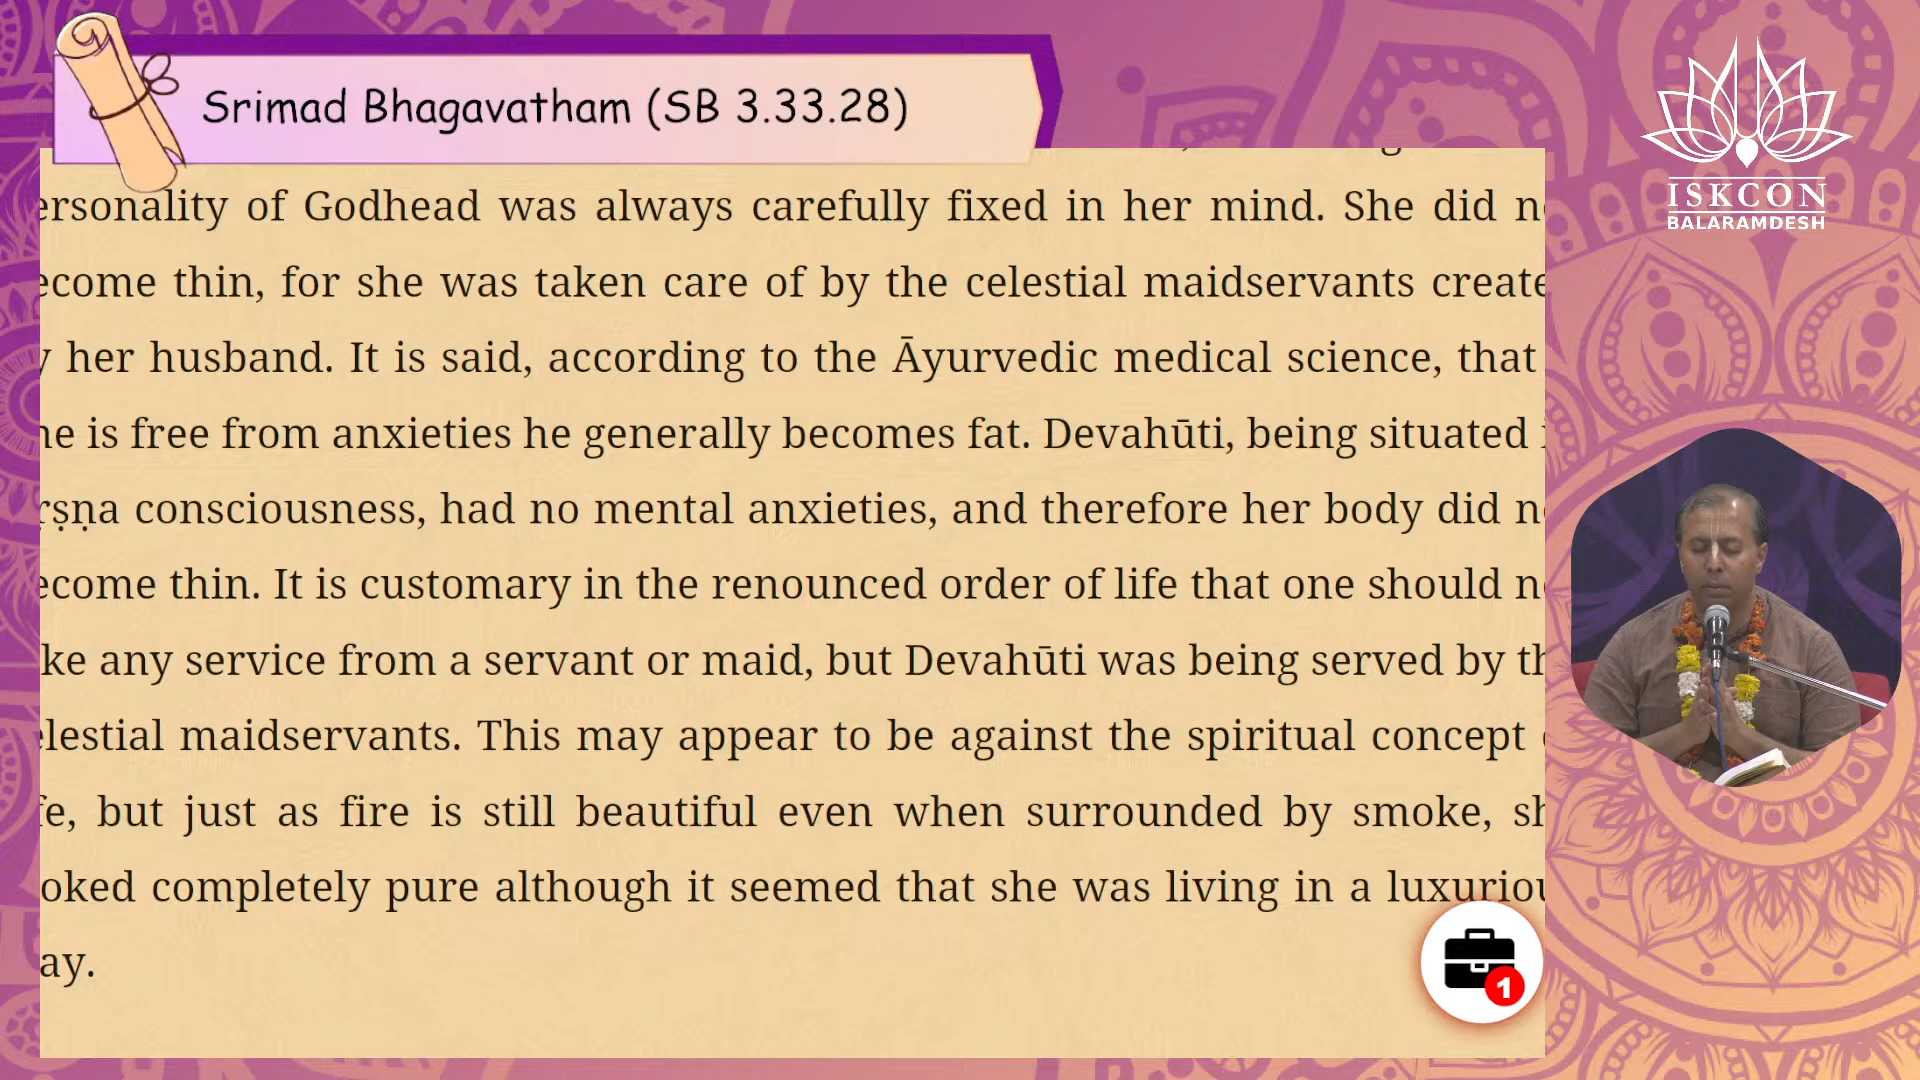 Srimad Bhagavatham (SB 3.33.28)
ersonality of Godhead was always carefully fixed in her mind. She did n
ecome thin, for she was taken care of by the celestial maidservants create
y her husband. It is said, according to the Āyurvedic medical science, that
ne is free from anxieties he generally becomes fat. Devahūti, being situated
ṛṣṇa consciousness, had no mental anxieties, and therefore her body did n
ecome thin. It is customary in the renounced order of life that one should n
ke any service from a servant or maid, but Devahūti was being served by th
elestial maidservants. This may appear to be against the spiritual concept
fe, but just as fire is still beautiful even when surrounded by smoke, sh
oked completely pure although it seemed that she was living in a luxuriou
ay.
1
ISKCON
BALARAMDESH